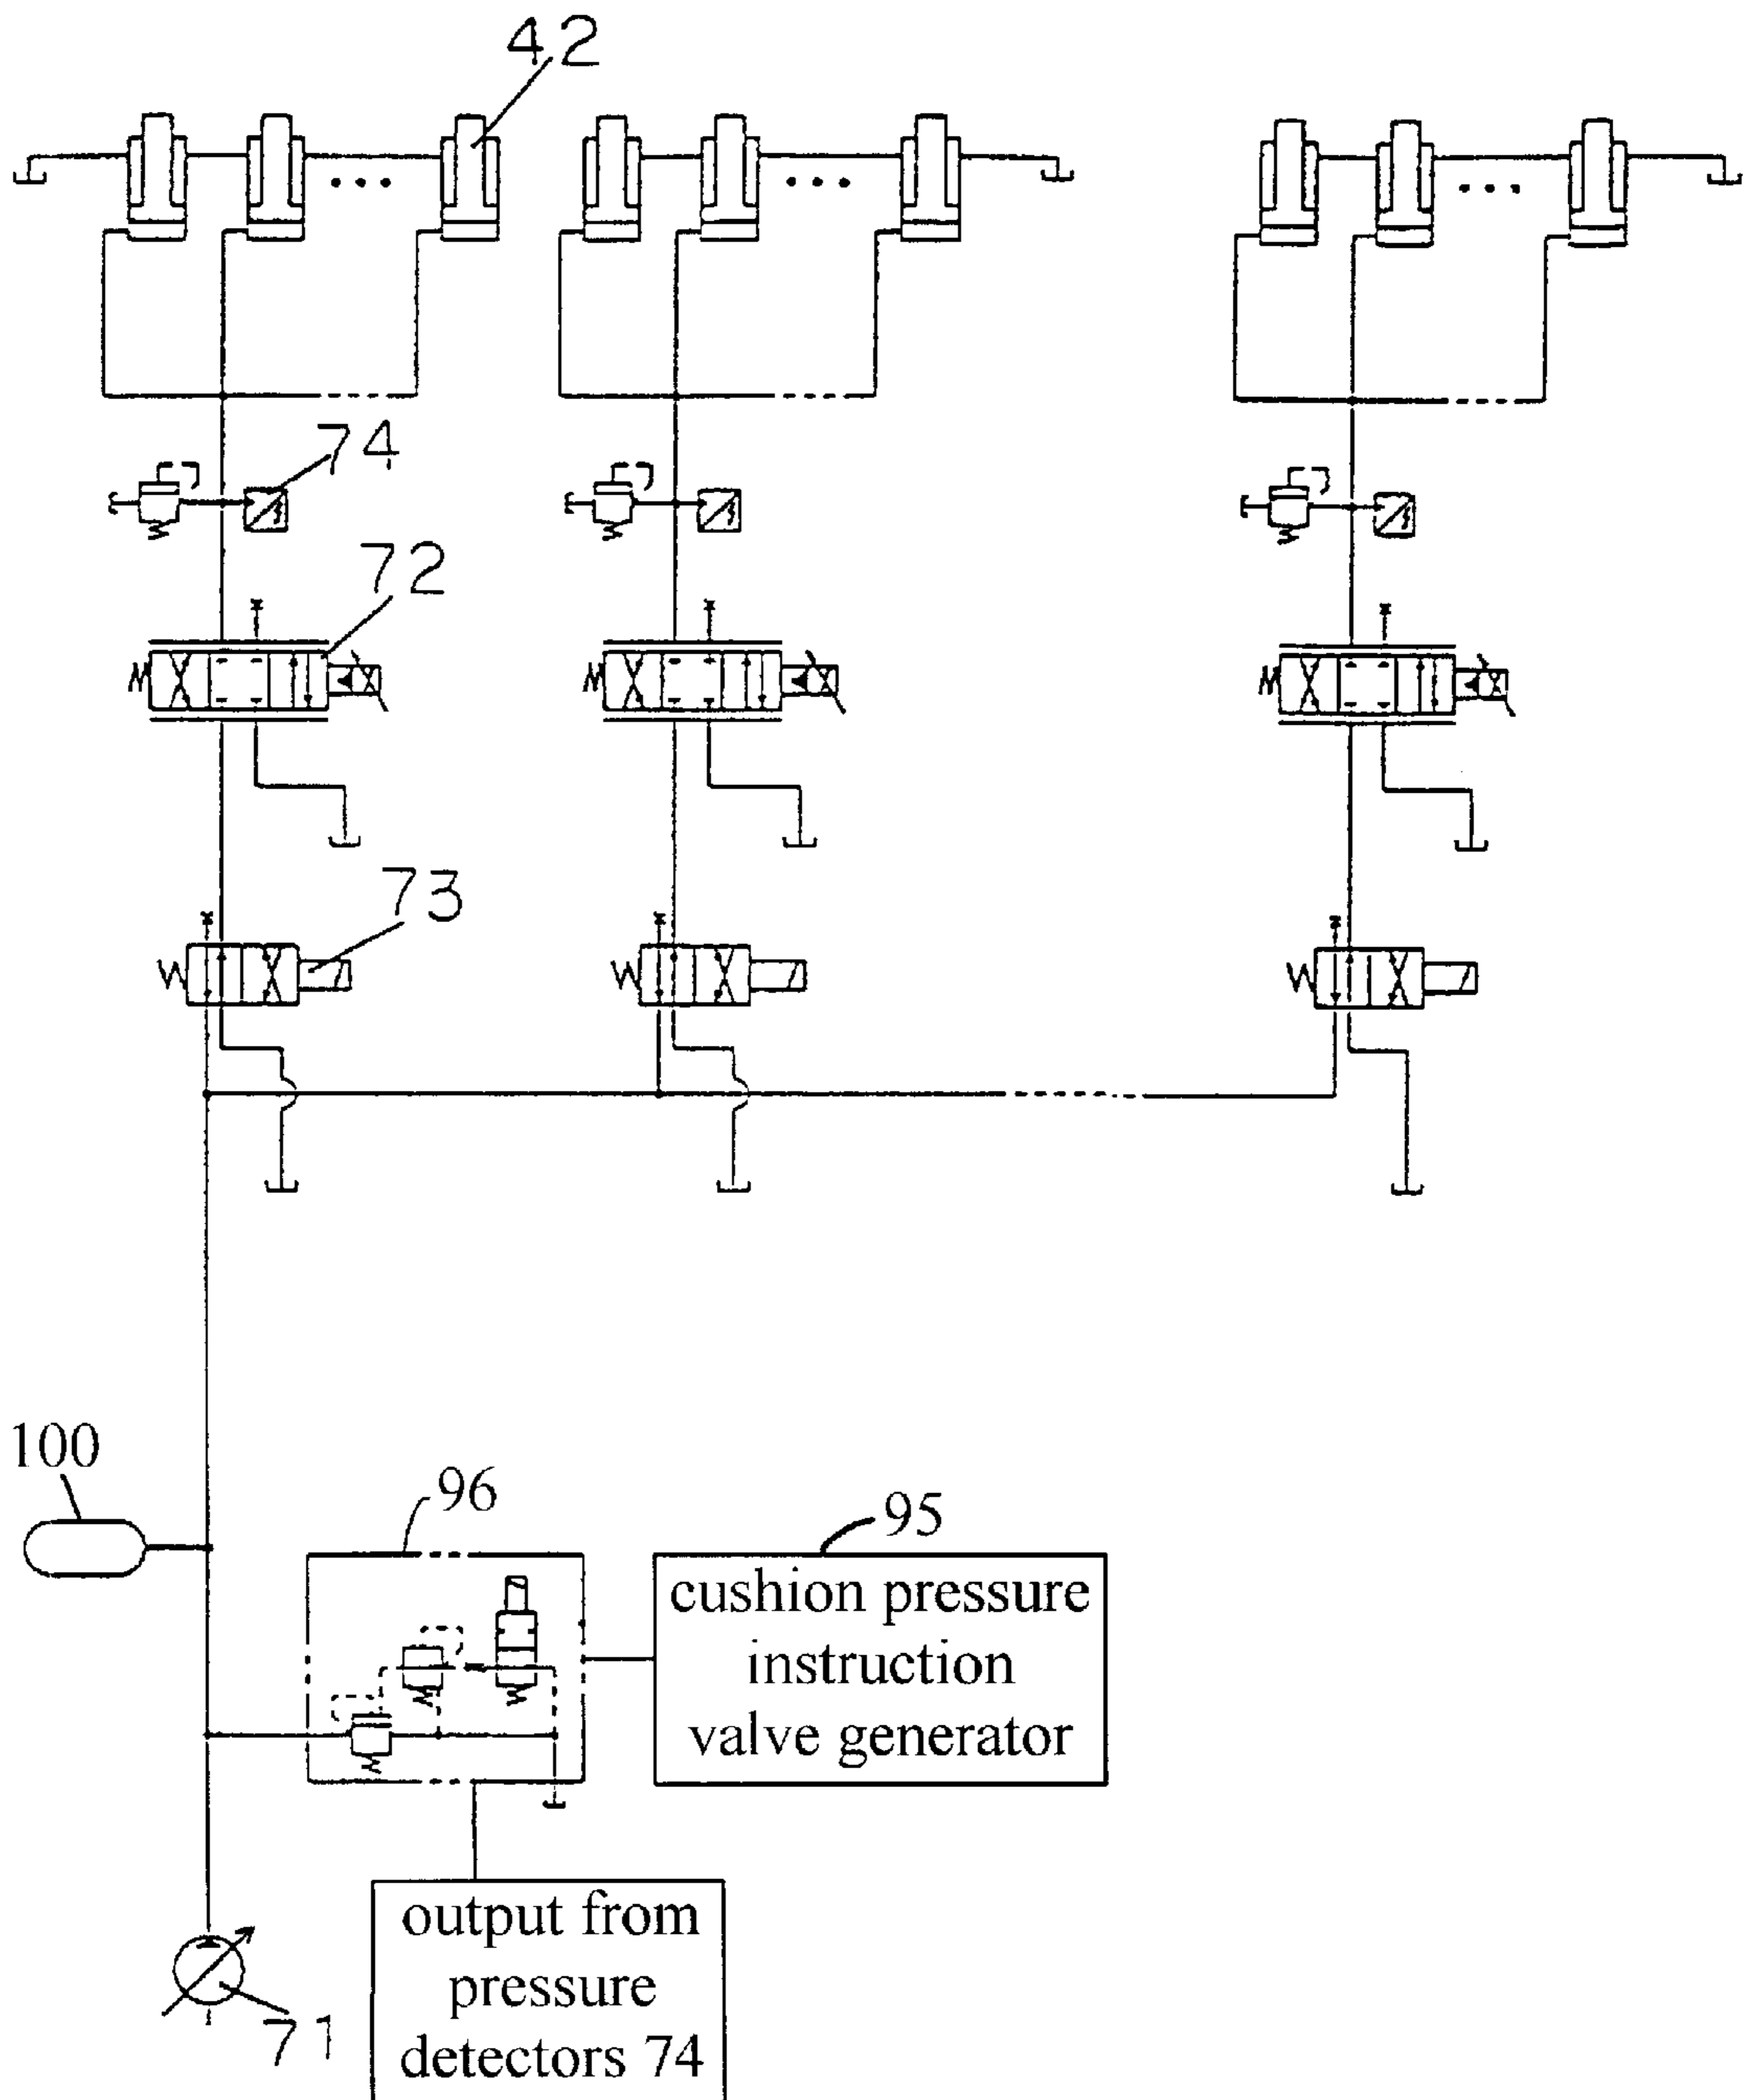 42
74
72
73
100
96
95
cushion pressure
instruction
valve generator
output from
pressure
detectors 74
71